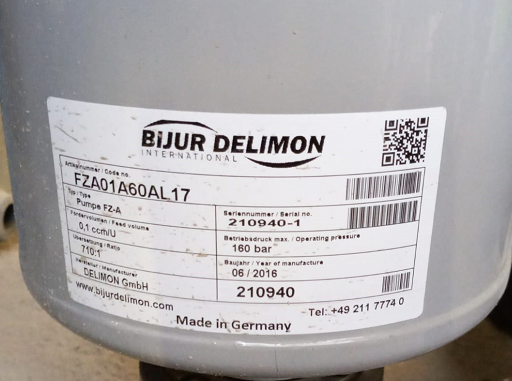 BIJUR DELIMON
INTERNATIONAL
Artikelnummer / Code no.
FZA01A60AL17
Typ / Type
Pumpe FZ-A
Seriennummer / Serial no.
210940-1
Fördervolumen / Feed volume
0,1 ccm/U
Betriebsdruck max. / Operating pressure
160 bar
Übersetzung / Ratio
710:1
Baujahr / Year of manufacture
06 / 2016
Hersteller / Manufacturer
DELIMON GmbH
210940
www.bijurdelimon.com
Tel: +49 211 7774 0
Made in Germany